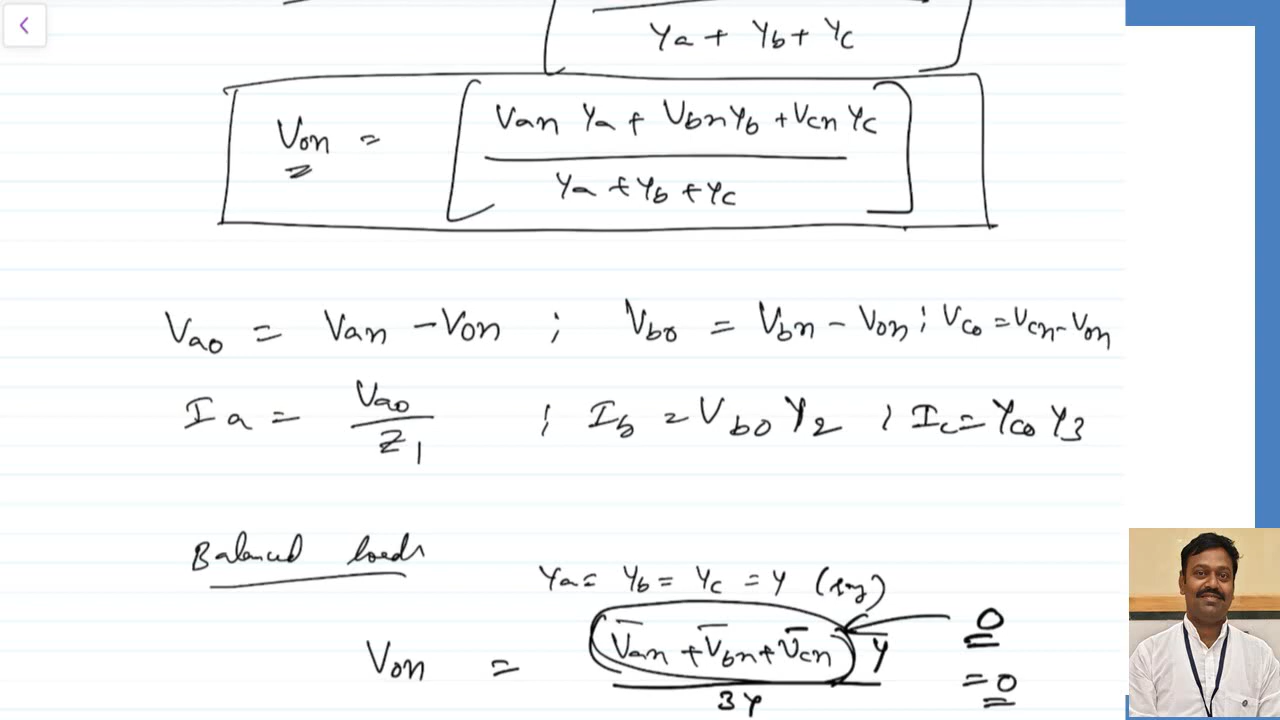 Ya + Yb + Yc
Von = [ Van Ya + Vbn Yb + Vcn Yc / Ya + Yb + Yc ]
Vao = Van - Von ; Vbo = Vbn - Von ; Vco = Vcn - Von
Ia = Vao / Z1 ; Ib = Vbo Y2 ; Ic = Yco Y3
Balanced loads
Ya = Yb = Yc = Y (say)
Von = (V̅an + V̅bn + V̅cn) Y / 3Y
0
= 0